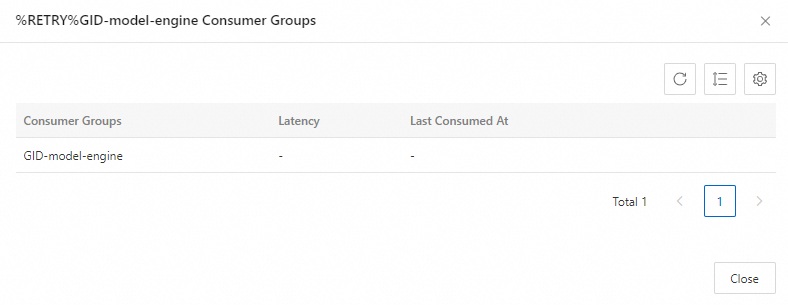 %RETRY%GID-model-engine Consumer Groups
Consumer Groups Latency Last Consumed At
GID-model-engine - -
Total 1 1
Close